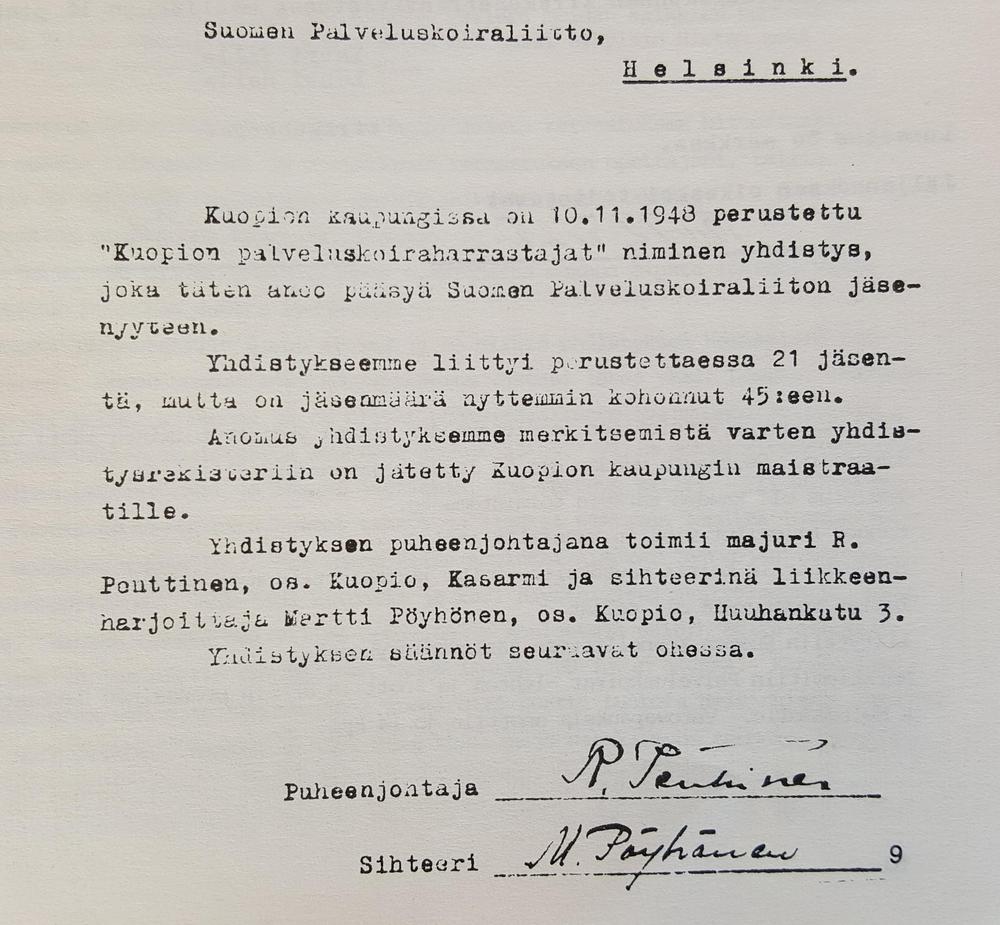 Suomen Palveluskoiraliitto,
Helsinki.
Kuopion kaupungissa on 10.11.1948 perustettu
"Kuopion palveluskoiraharrastajat" niminen yhdistys,
joka täten anoo pääsyä Suomen Palveluskoiraliiton jäse-
nyyteen.
Yhdistykseemme liittyi perustettaessa 21 jäsen-
tä, mutta on jäsenmäärä nyttemmin kohonnut 45:een.
Anomus yhdistyksemme merkitsemistä varten yhdis-
tysrekisteriin on jätetty Kuopion kaupungin maistraa-
tille.
Yhdistyksen puheenjohtajana toimii majuri R.
Penttinen, os. Kuopio, Kasarmi ja sihteerinä liikkeen-
harjoittaja Martti Pöyhönen, os. Kuopio, Huuhankatu 3.
Yhdistyksen säännöt seuraavat ohessa.
Puheenjohtaja R. Penttinen
Sihteeri M. Pöyhönen 9